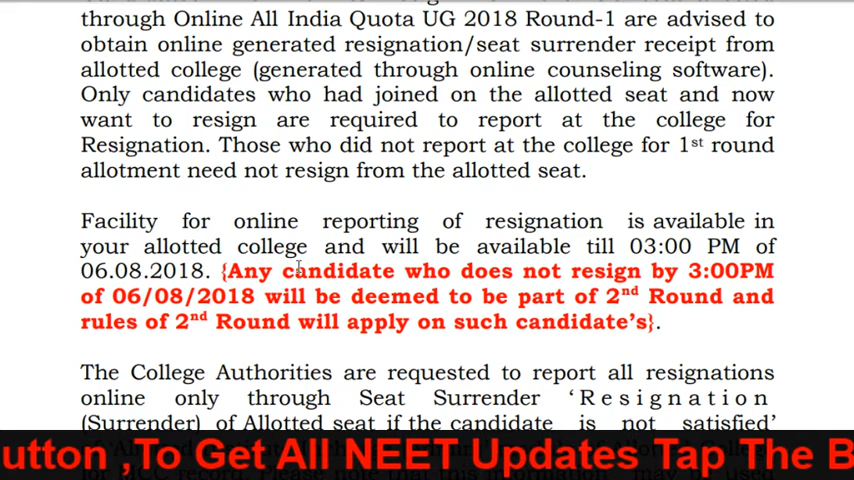 through Online All India Quota UG 2018 Round-1 are advised to
obtain online generated resignation/seat surrender receipt from
allotted college (generated through online counseling software).
Only candidates who had joined on the allotted seat and now
want to resign are required to report at the college for
Resignation. Those who did not report at the college for 1st round
allotment need not resign from the allotted seat.
Facility for online reporting of resignation is available in
your allotted college and will be available till 03:00 PM of
06.08.2018. {Any candidate who does not resign by 3:00PM
of 06/08/2018 will be deemed to be part of 2nd Round and
rules of 2nd Round will apply on such candidate's}.
The College Authorities are requested to report all resignations
online only through Seat Surrender 'Resignation
(Surrender) of Allotted seat if the candidate is not satisfied'
utton ,To Get All NEET Updates Tap The B